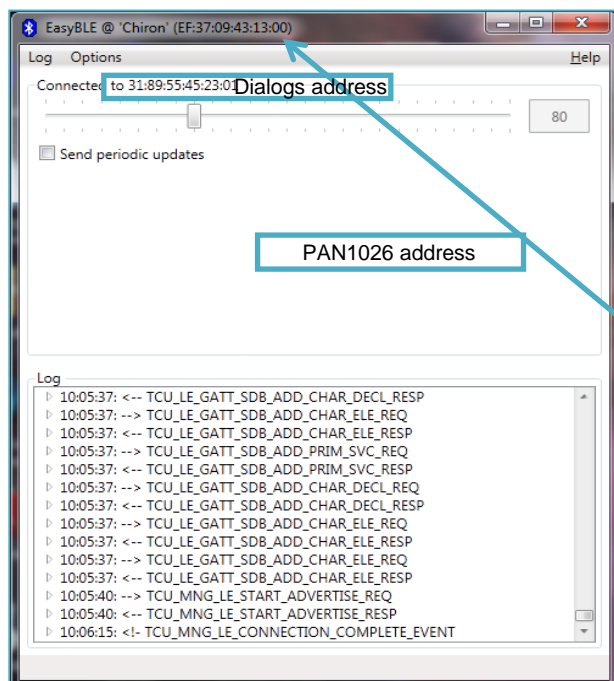 EasyBLE @ 'Chiron' (EF:37:09:43:13:00)
Log Options Help
Connected to 31:89:55:45:23:01 Dialogs address
80
Send periodic updates
PAN1026 address
Log
10:05:37: <-- TCU_LE_GATT_SDB_ADD_CHAR_DECL_RESP
10:05:37: --> TCU_LE_GATT_SDB_ADD_CHAR_ELE_REQ
10:05:37: <-- TCU_LE_GATT_SDB_ADD_CHAR_ELE_RESP
10:05:37: --> TCU_LE_GATT_SDB_ADD_PRIM_SVC_REQ
10:05:37: <-- TCU_LE_GATT_SDB_ADD_PRIM_SVC_RESP
10:05:37: --> TCU_LE_GATT_SDB_ADD_CHAR_DECL_REQ
10:05:37: <-- TCU_LE_GATT_SDB_ADD_CHAR_DECL_RESP
10:05:37: --> TCU_LE_GATT_SDB_ADD_CHAR_ELE_REQ
10:05:37: <-- TCU_LE_GATT_SDB_ADD_CHAR_ELE_RESP
10:05:37: --> TCU_LE_GATT_SDB_ADD_CHAR_ELE_REQ
10:05:37: <-- TCU_LE_GATT_SDB_ADD_CHAR_ELE_RESP
10:05:40: --> TCU_MNG_LE_START_ADVERTISE_REQ
10:05:40: <-- TCU_MNG_LE_START_ADVERTISE_RESP
10:06:15: <!- TCU_MNG_LE_CONNECTION_COMPLETE_EVENT